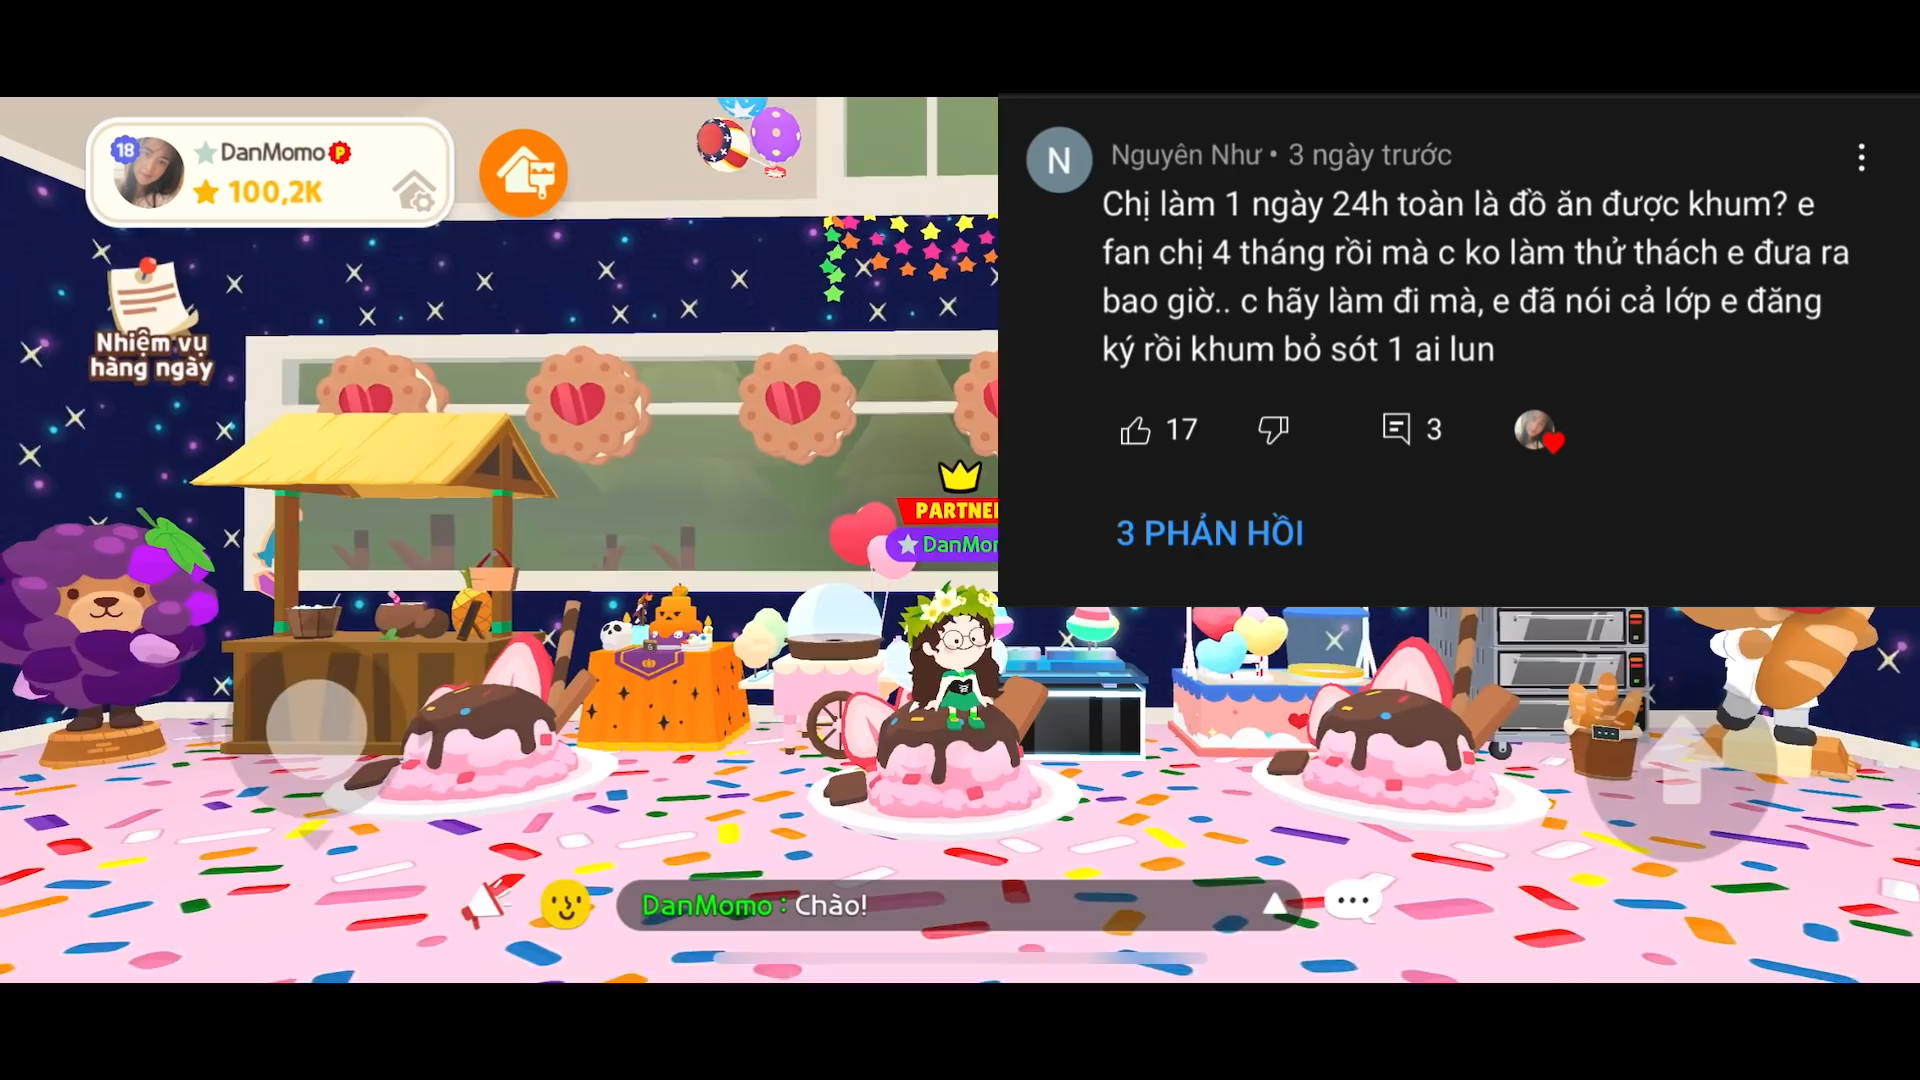 18
DanMomo P
100,2K
Nhiệm vụ
hàng ngày
N
Nguyên Như • 3 ngày trước
Chị làm 1 ngày 24h toàn là đồ ăn được khum? e
fan chị 4 tháng rồi mà c ko làm thử thách e đưa ra
bao giờ.. c hãy làm đi mà, e đã nói cả lớp e đăng
ký rồi khum bỏ sót 1 ai lun
17
3
3 PHẢN HỒI
PARTNE
DanMo
DanMomo : Chào!